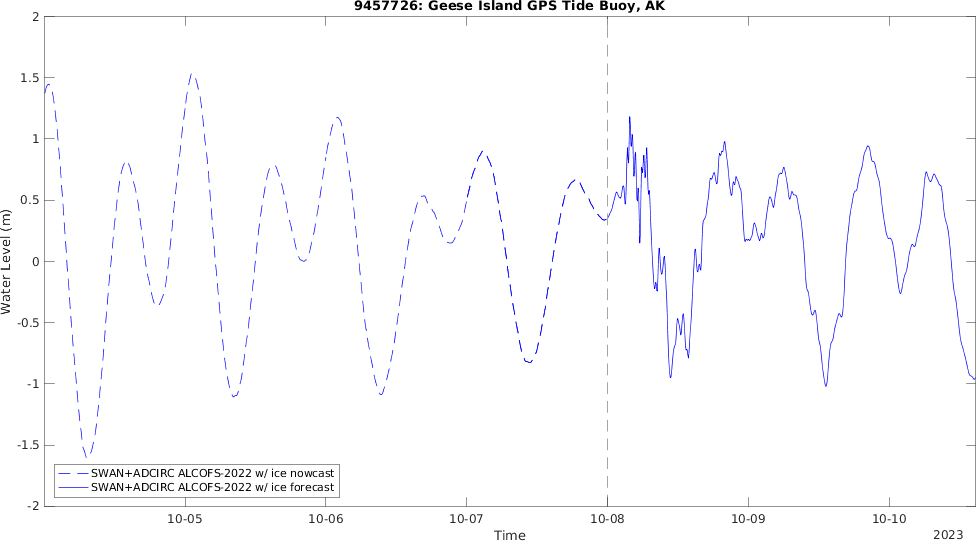 9457726: Geese Island GPS Tide Buoy, AK
2
1.5
1
0.5
0
-0.5
-1
-1.5
-2
Water Level (m)
SWAN+ADCIRC ALCOFS-2022 w/ ice nowcast
SWAN+ADCIRC ALCOFS-2022 w/ ice forecast
10-05 10-06 10-07 10-08 10-09 10-10
Time
2023